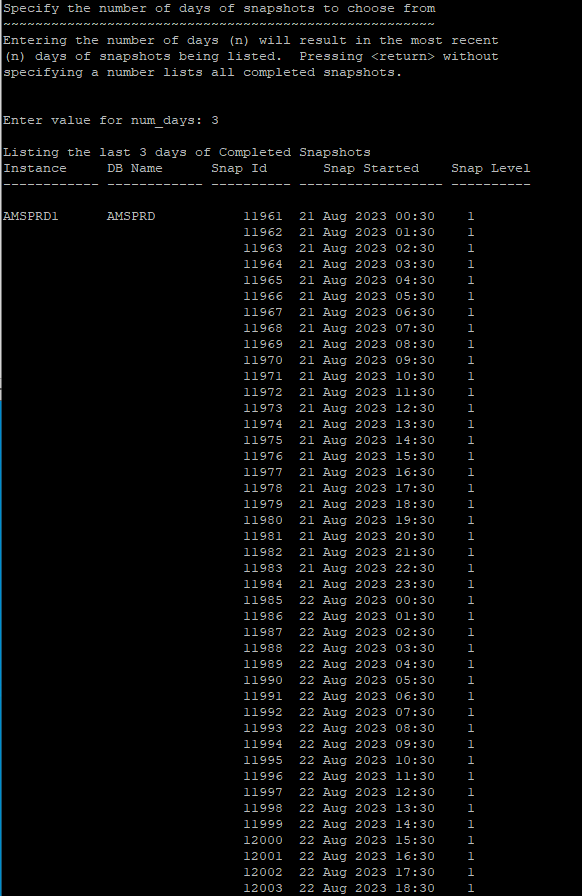 Specify the number of days of snapshots to choose from
~~~~~~~~~~~~~~~~~~~~~~~~~~~~~~~~~~~~~~~~~~~~~~~~~~~~~~
Entering the number of days (n) will result in the most recent
(n) days of snapshots being listed.  Pressing <return> without
specifying a number lists all completed snapshots.
Enter value for num_days: 3
Listing the last 3 days of Completed Snapshots
Instance     DB Name      Snap Id       Snap Started    Snap Level
------------ ------------ ---------- ------------------ ----------
AMSPRD1      AMSPRD           11961  21 Aug 2023 00:30    1
11962  21 Aug 2023 01:30    1
11963  21 Aug 2023 02:30    1
11964  21 Aug 2023 03:30    1
11965  21 Aug 2023 04:30    1
11966  21 Aug 2023 05:30    1
11967  21 Aug 2023 06:30    1
11968  21 Aug 2023 07:30    1
11969  21 Aug 2023 08:30    1
11970  21 Aug 2023 09:30    1
11971  21 Aug 2023 10:30    1
11972  21 Aug 2023 11:30    1
11973  21 Aug 2023 12:30    1
11974  21 Aug 2023 13:30    1
11975  21 Aug 2023 14:30    1
11976  21 Aug 2023 15:30    1
11977  21 Aug 2023 16:30    1
11978  21 Aug 2023 17:30    1
11979  21 Aug 2023 18:30    1
11980  21 Aug 2023 19:30    1
11981  21 Aug 2023 20:30    1
11982  21 Aug 2023 21:30    1
11983  21 Aug 2023 22:30    1
11984  21 Aug 2023 23:30    1
11985  22 Aug 2023 00:30    1
11986  22 Aug 2023 01:30    1
11987  22 Aug 2023 02:30    1
11988  22 Aug 2023 03:30    1
11989  22 Aug 2023 04:30    1
11990  22 Aug 2023 05:30    1
11991  22 Aug 2023 06:30    1
11992  22 Aug 2023 07:30    1
11993  22 Aug 2023 08:30    1
11994  22 Aug 2023 09:30    1
11995  22 Aug 2023 10:30    1
11996  22 Aug 2023 11:30    1
11997  22 Aug 2023 12:30    1
11998  22 Aug 2023 13:30    1
11999  22 Aug 2023 14:30    1
12000  22 Aug 2023 15:30    1
12001  22 Aug 2023 16:30    1
12002  22 Aug 2023 17:30    1
12003  22 Aug 2023 18:30    1